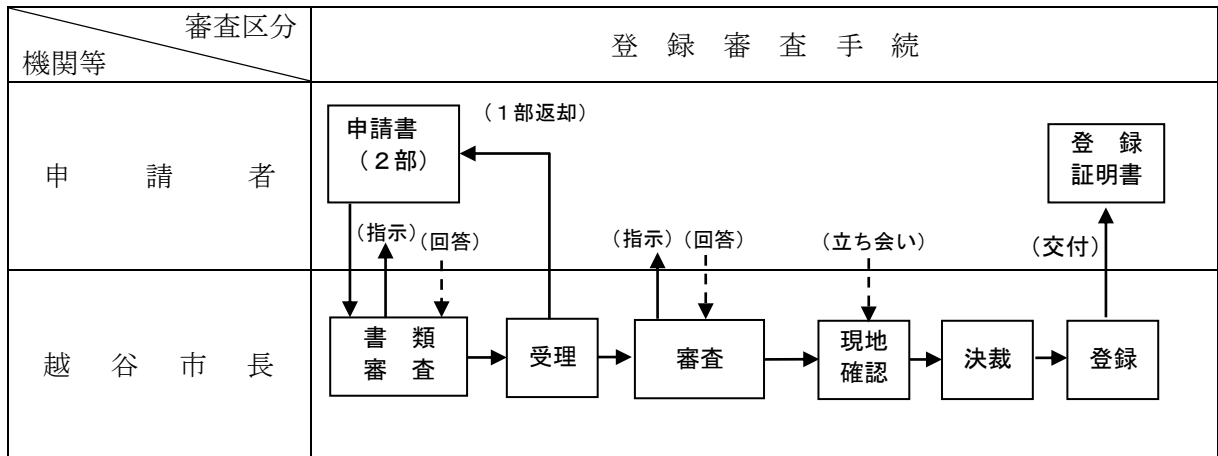 審査区分
機関等
登　録　審　査　手　続
申　請　者
申請書
（２部）
（１部返却）
登　録
証明書
（指示）
（回答）
（指示）
（回答）
（立ち会い）
（交付）
越　谷　市　長
書　類
審　査
受理
審査
現地
確認
決裁
登録